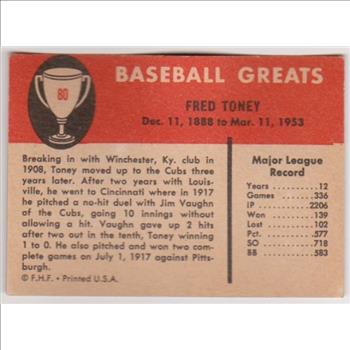 80
BASEBALL GREATS
FRED TONEY
Dec. 11, 1888 to Mar. 11, 1953
Breaking in with Winchester, Ky. club in
1908, Toney moved up to the Cubs three
years later. After two years with Louis-
ville, he went to Cincinnati where in 1917
he pitched a no-hit duel with Jim Vaughn
of the Cubs, going 10 innings without
allowing a hit. Vaughn gave up 2 hits
after two out in the tenth, Toney winning
1 to 0. He also pitched and won two com-
plete games on July 1, 1917 against Pitts-
burgh.
© F.H.F. • Printed U.S.A.
Major League
Record
Years 12
Games 336
IP 2206
Won 139
Lost 102
Pct. .577
SO 718
BB 583